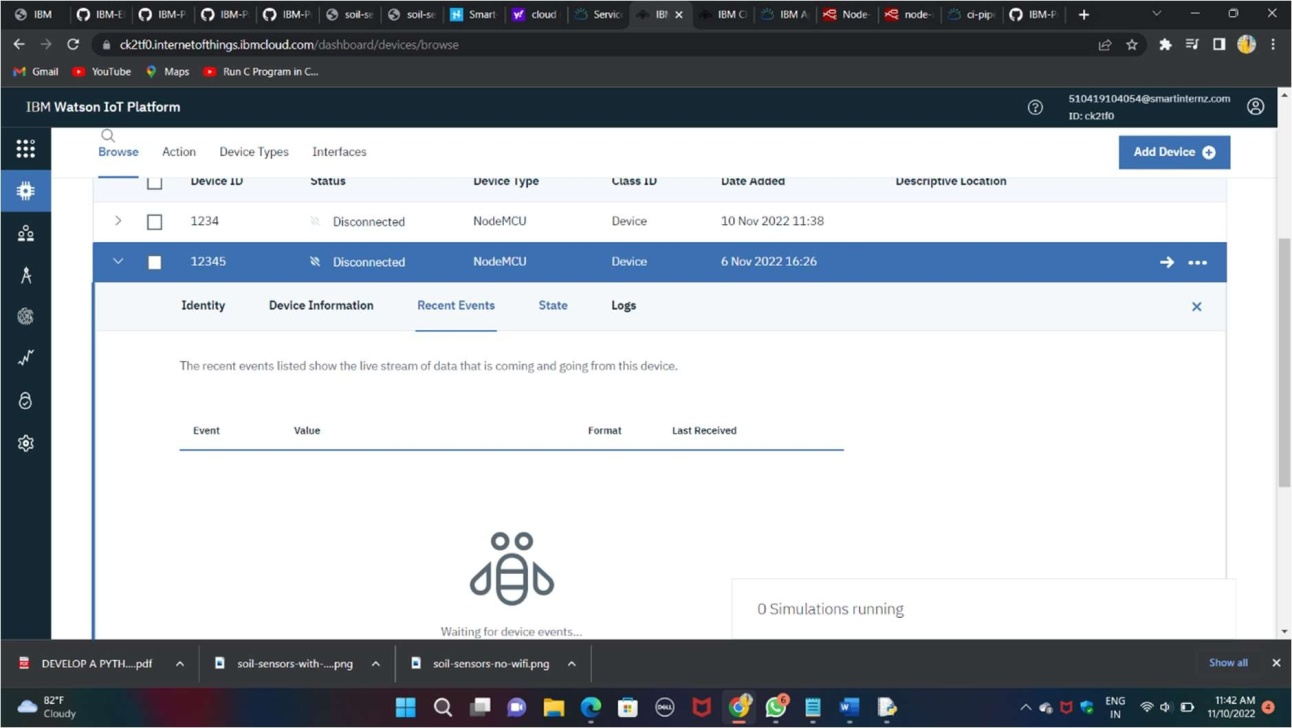 IBM IBM-E IBM-P IBM-P IBM-P soil-se soil-se Smart cloud Servic IBM IBM C IBM A Node- node- ci-pip IBM-P
ck2tf0.internetofthings.ibmcloud.com/dashboard/devices/browse
Gmail YouTube Maps Run C Program in C...
IBM Watson IoT Platform
510419104054@smartinternz.com
ID: ck2tf0
Browse Action Device Types Interfaces Add Device
Device ID Status Device Type Class ID Date Added Descriptive Location
1234 Disconnected NodeMCU Device 10 Nov 2022 11:38
12345 Disconnected NodeMCU Device 6 Nov 2022 16:26
Identity Device Information Recent Events State Logs
The recent events listed show the live stream of data that is coming and going from this device.
Event Value Format Last Received
0 Simulations running
Waiting for device events...
DEVELOP A PYTH....pdf soil-sensors-with-....png soil-sensors-no-wifi.png Show all
82°F
Cloudy
DELL
6
ENG
IN
11:42 AM
11/10/2022
4